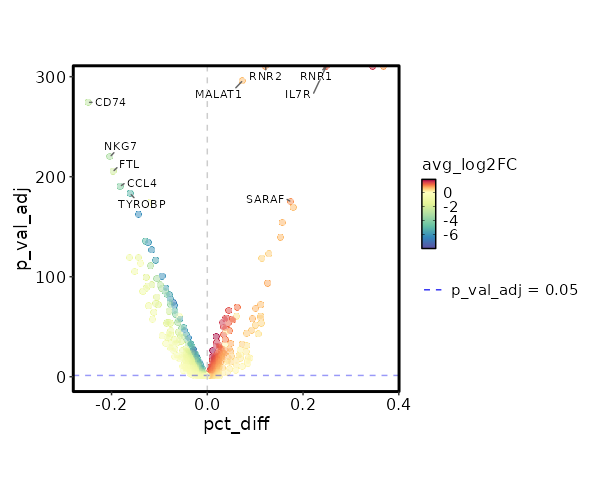 300
RNR2
RNR1
MALAT1
IL7R
CD74
NKG7
FTL
CCL4
TYROBP
SARAF
200
100
0
p_val_adj
-0.2
0.0
0.2
0.4
pct_diff
avg_log2FC
0
-2
-4
-6
p_val_adj = 0.05